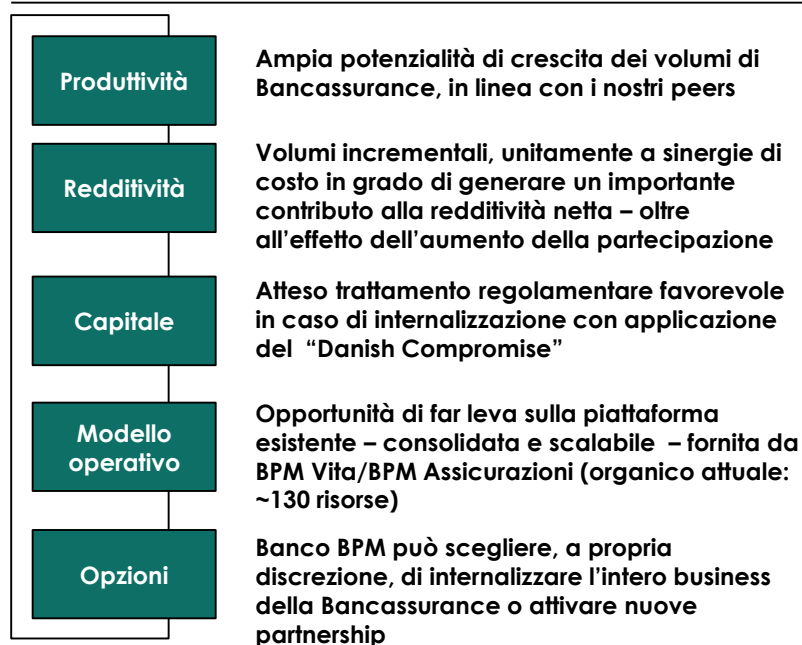 Produttività
Ampia potenzialità di crescita dei volumi di
Bancassurance, in linea con i nostri peers
Redditività
Volumi incrementali, unitamente a sinergie di
costo in grado di generare un importante
contributo alla redditività netta – oltre
all’effetto dell’aumento della partecipazione
Capitale
Atteso trattamento regolamentare favorevole
in caso di internalizzazione con applicazione
del “Danish Compromise”
Modello
operativo
Opportunità di far leva sulla piattaforma
esistente – consolidata e scalabile – fornita da
BPM Vita/BPM Assicurazioni (organico attuale:
~130 risorse)
Opzioni
Banco BPM può scegliere, a propria
discrezione, di internalizzare l’intero business
della Bancassurance o attivare nuove
partnership